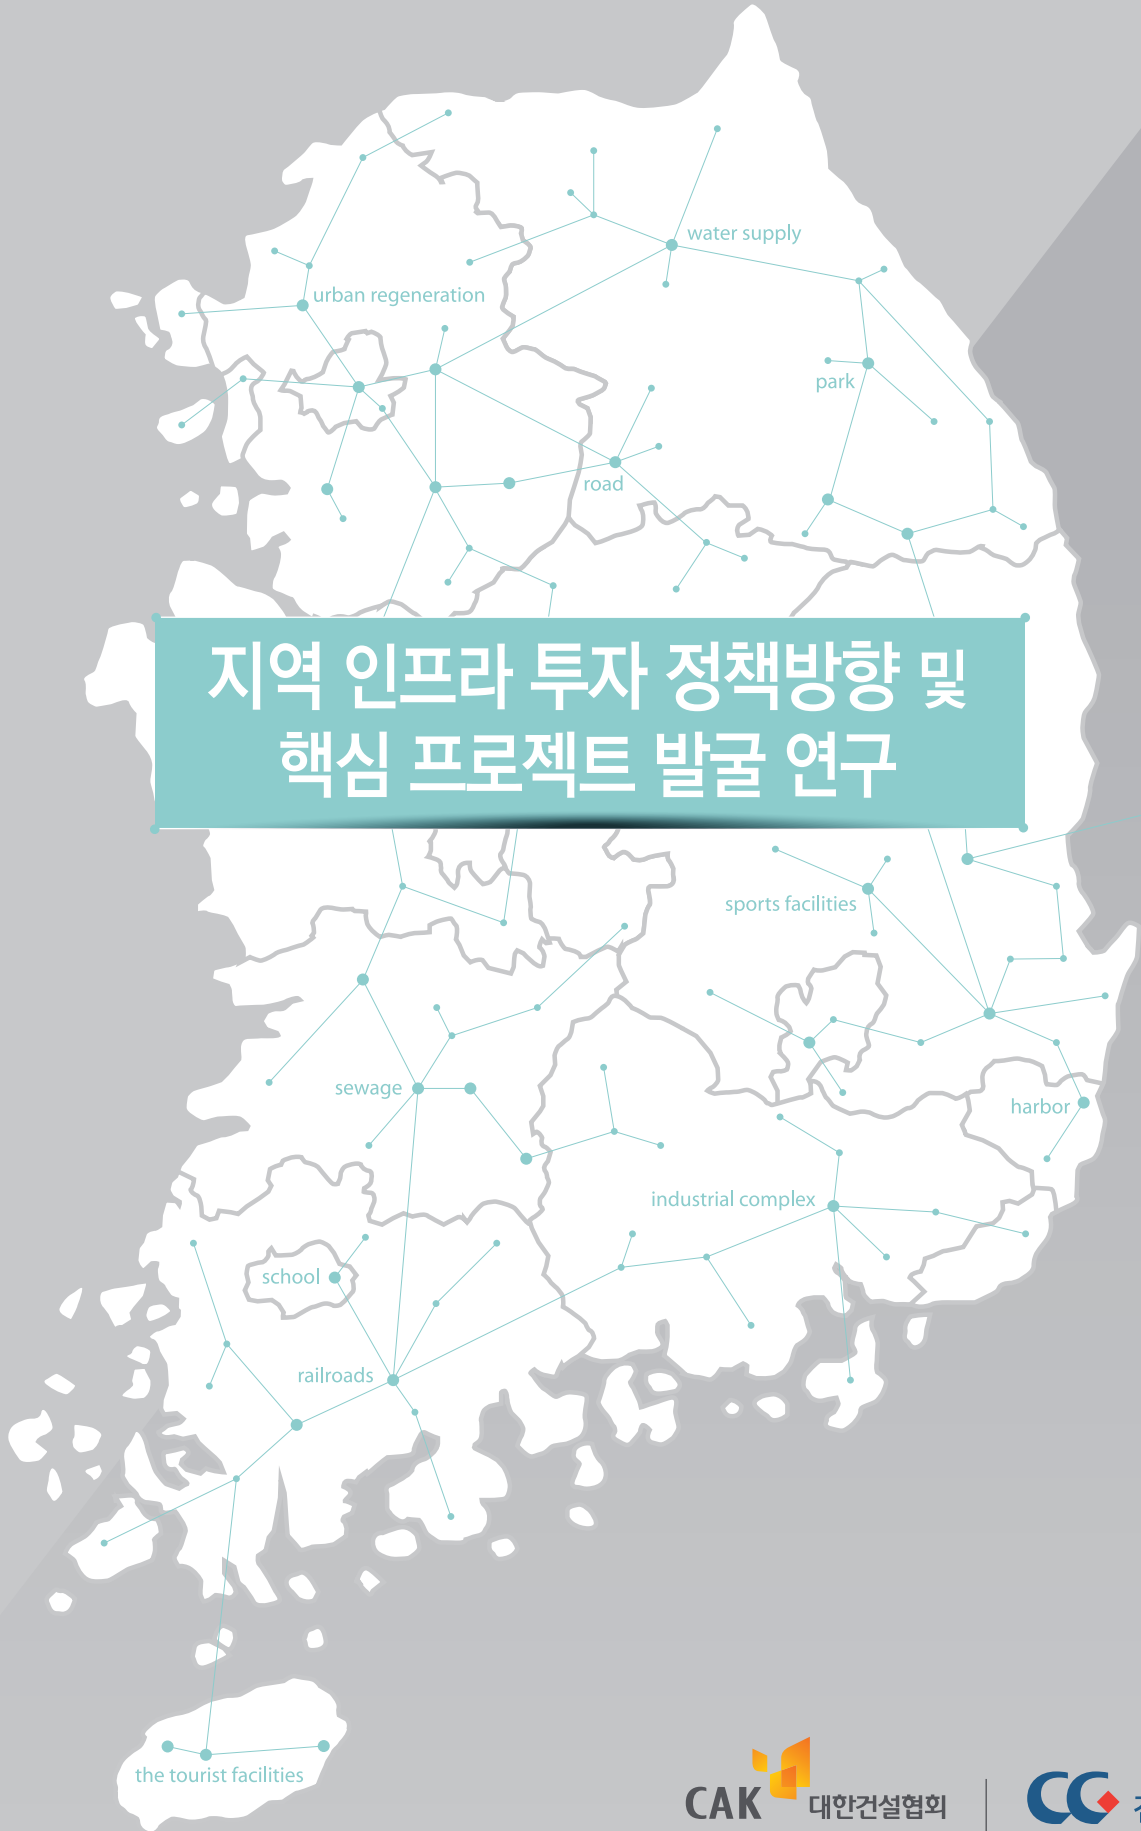 water supply
urban regeneration
park
road
지역 인프라 투자 정책방향 및
핵심 프로젝트 발굴 연구
sports facilities
sewage
harbor
industrial complex
school
railroads
the tourist facilities
CAK 대한건설협회